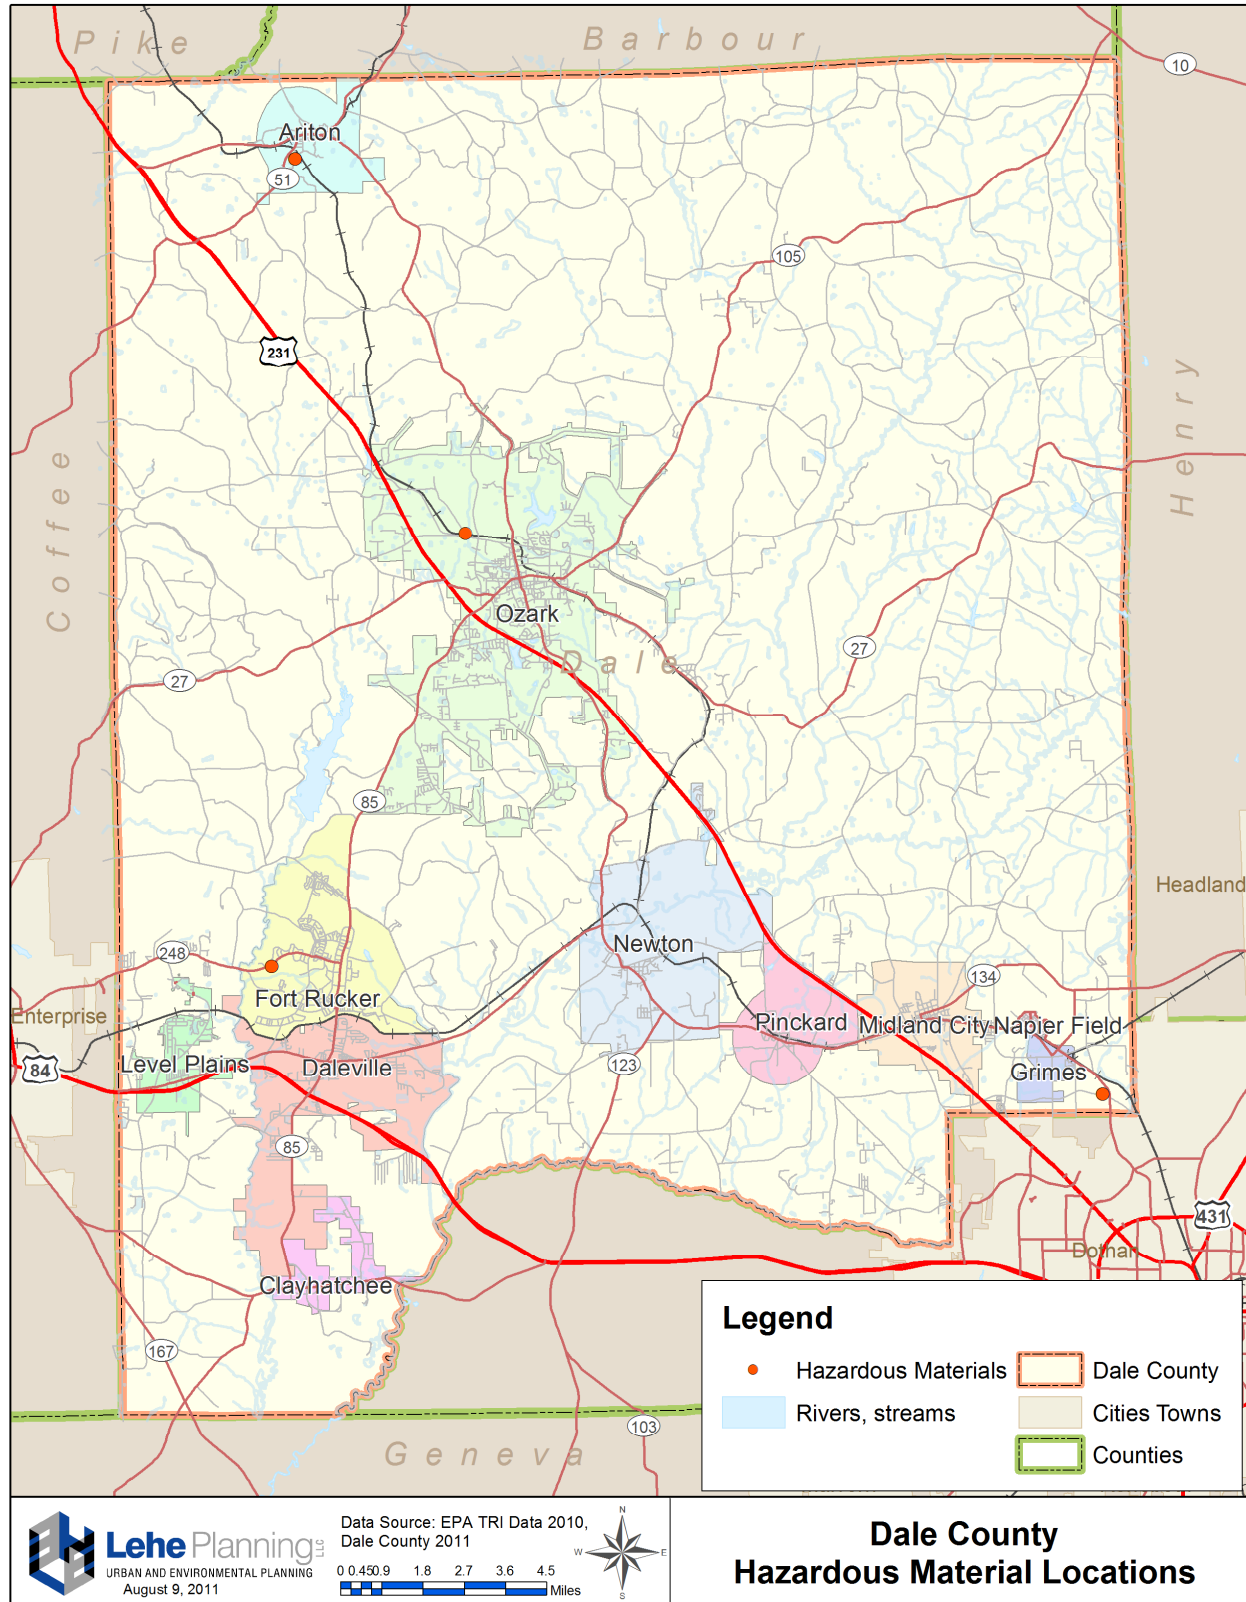 Pike
Barbour
10
Ariton
51
105
231
Henry
Coffee
Ozark
Dale
27
27
85
Headland
248
Newton
134
Fort Rucker
Enterprise
Pinckard
Midland City
Napier Field
84
Level Plains
Daleville
123
Grimes
85
431
Dothan
Clayhatchee
167
103
Geneva
Legend
Hazardous Materials
Dale County
Rivers, streams
Cities Towns
Counties
Lehe Planning LLC
URBAN AND ENVIRONMENTAL PLANNING
August 9, 2011
Data Source: EPA TRI Data 2010,
Dale County 2011
0 0.45 0.9 1.8 2.7 3.6 4.5
Miles
N
W E
S
Dale County
Hazardous Material Locations